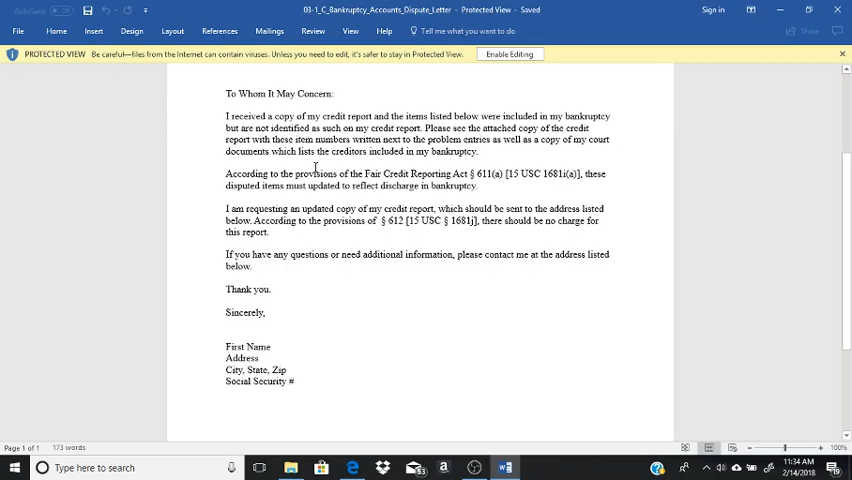 AutoSave Off
03-1_C_Bankruptcy_Accounts_Dispute_Letter - Protected View - Saved
Sign in
File Home Insert Design Layout References Mailings Review View Help Tell me what you want to do Share
PROTECTED VIEW Be careful—files from the Internet can contain viruses. Unless you need to edit, it's safer to stay in Protected View. Enable Editing
To Whom It May Concern:
I received a copy of my credit report and the items listed below were included in my bankruptcy
but are not identified as such on my credit report. Please see the attached copy of the credit
report with these item numbers written next to the problem entries as well as a copy of my court
documents which lists the creditors included in my bankruptcy.
According to the provisions of the Fair Credit Reporting Act § 611(a) [15 USC 1681i(a)], these
disputed items must updated to reflect discharge in bankruptcy.
I am requesting an updated copy of my credit report, which should be sent to the address listed
below. According to the provisions of § 612 [15 USC § 1681j], there should be no charge for
this report.
If you have any questions or need additional information, please contact me at the address listed
below.
Thank you.
Sincerely,
First Name
Address
City, State, Zip
Social Security #
Page 1 of 1 173 words
100%
Type here to search
53
11:34 AM
2/14/2018
19